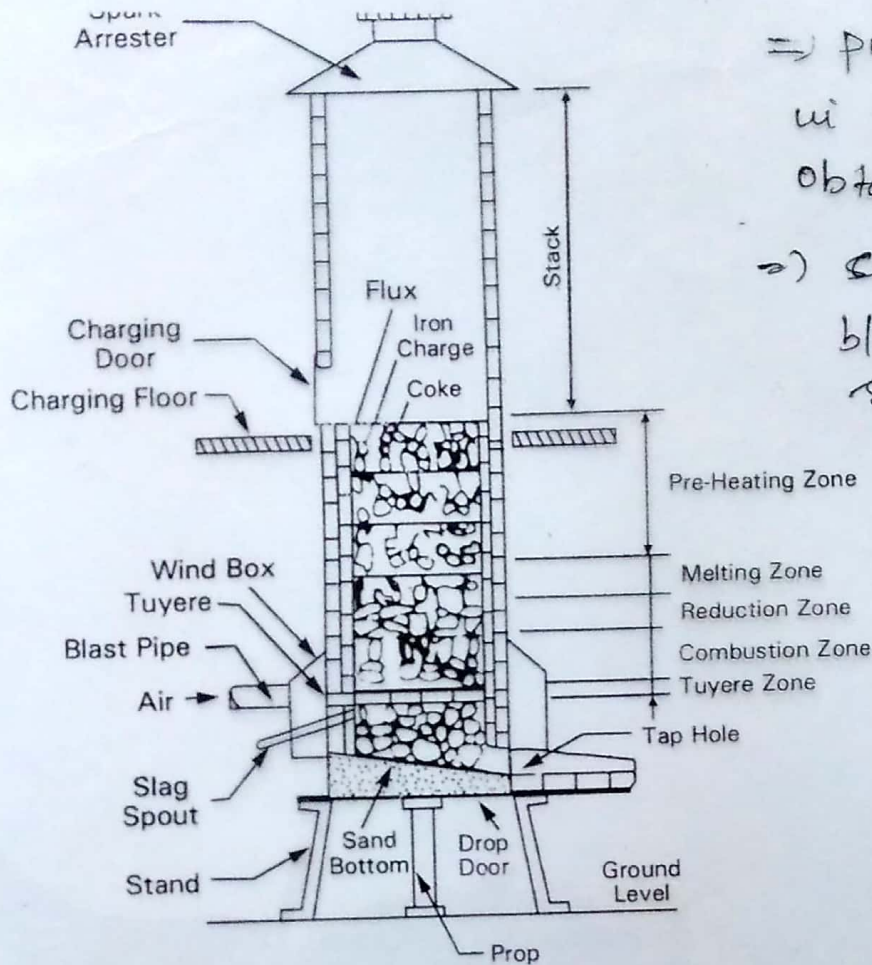 Arrester
Stack
Flux
Iron
Charge
Coke
Charging
Door
Charging Floor
Pre-Heating Zone
Wind Box
Tuyere
Blast Pipe
Air
Melting Zone
Reduction Zone
Combustion Zone
Tuyere Zone
Tap Hole
Slag
Spout
Sand
Bottom
Drop
Door
Stand
Ground
Level
Prop